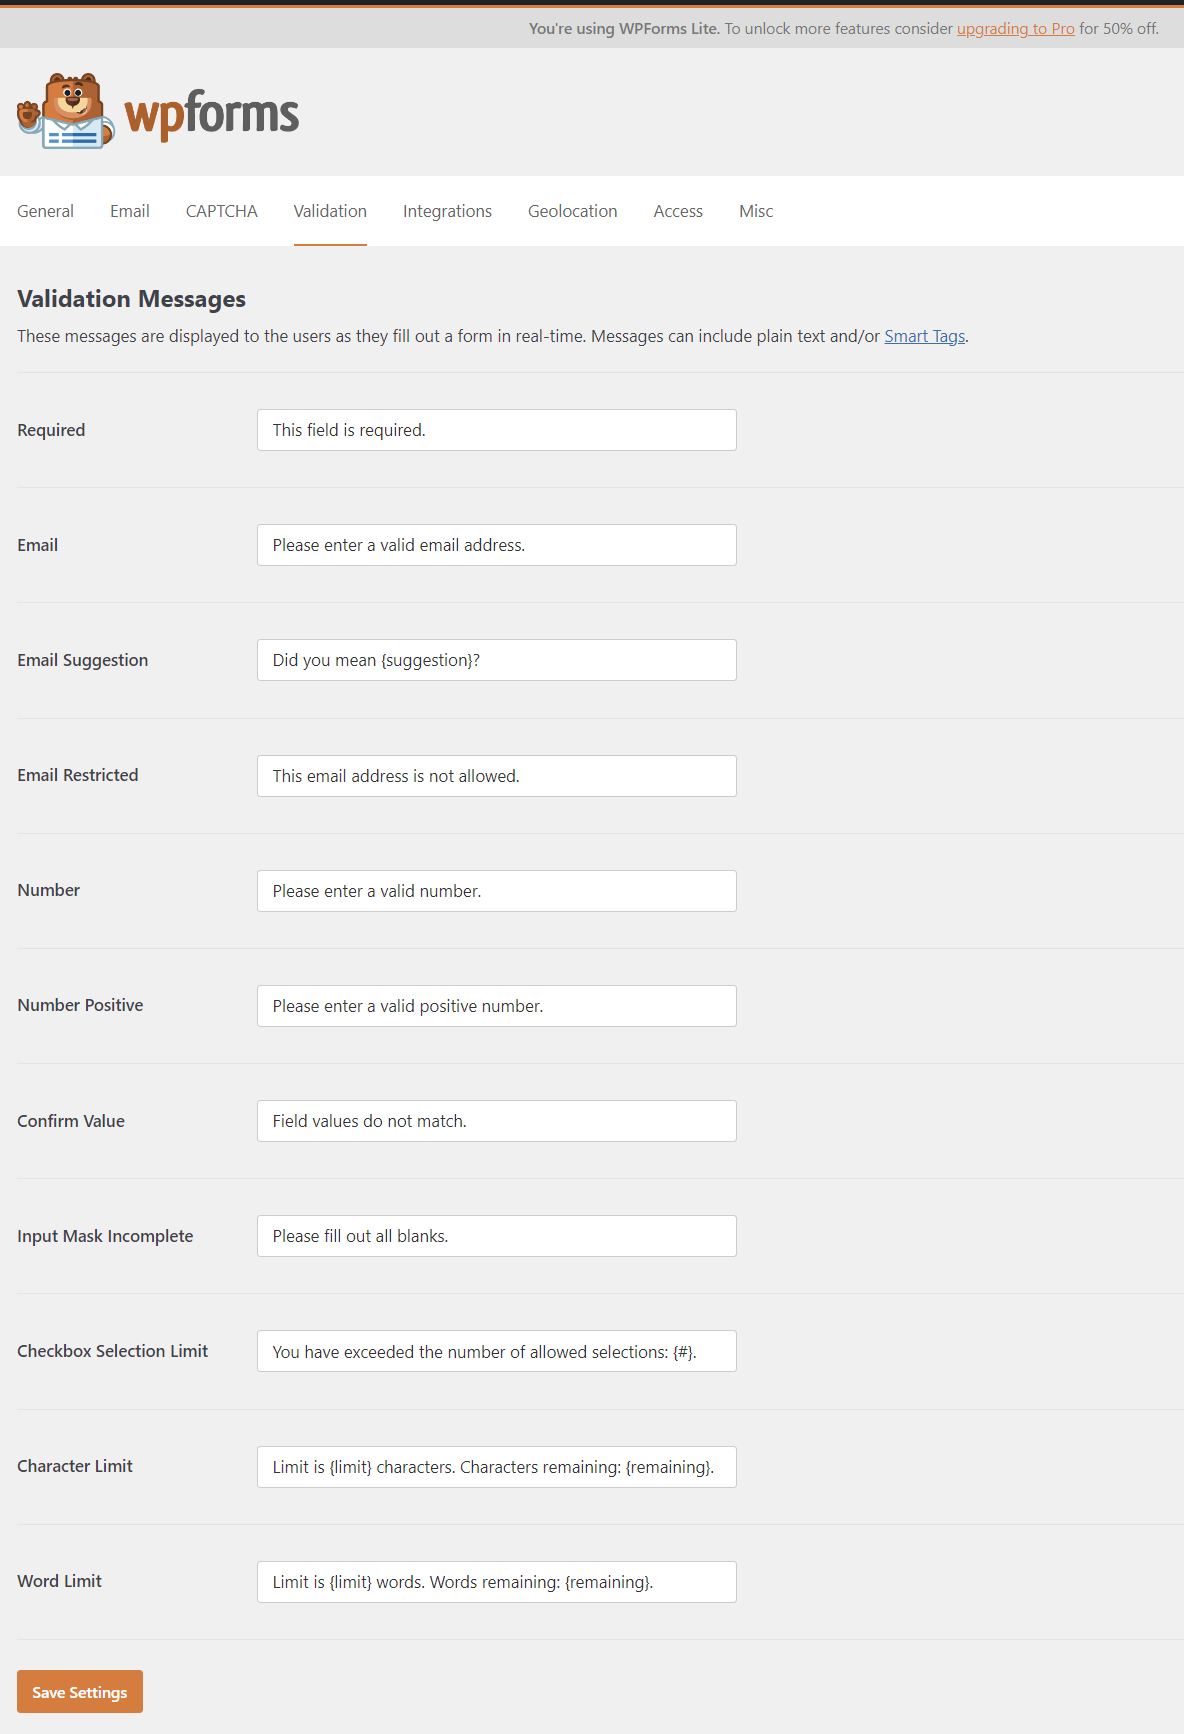 You're using WPForms Lite. To unlock more features consider upgrading to Pro for 50% off.
wpforms
General Email CAPTCHA Validation Integrations Geolocation Access Misc
Validation Messages
These messages are displayed to the users as they fill out a form in real-time. Messages can include plain text and/or Smart Tags.
Required This field is required.
Email Please enter a valid email address.
Email Suggestion Did you mean {suggestion}?
Email Restricted This email address is not allowed.
Number Please enter a valid number.
Number Positive Please enter a valid positive number.
Confirm Value Field values do not match.
Input Mask Incomplete Please fill out all blanks.
Checkbox Selection Limit You have exceeded the number of allowed selections: {#}.
Character Limit Limit is {limit} characters. Characters remaining: {remaining}.
Word Limit Limit is {limit} words. Words remaining: {remaining}.
Save Settings